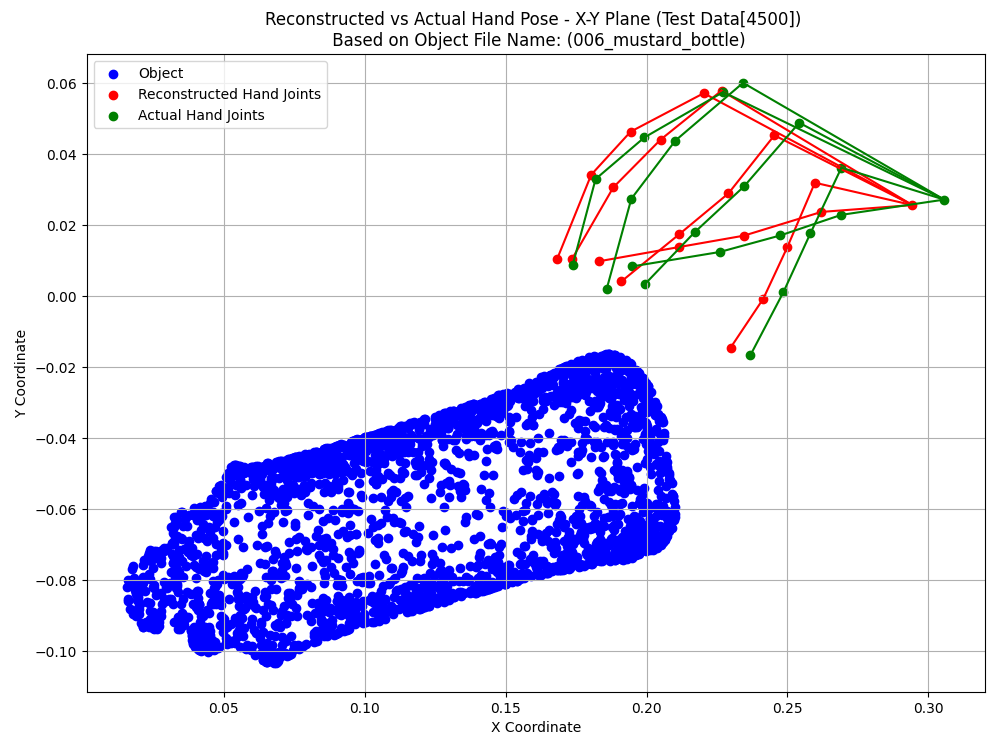 Reconstructed vs Actual Hand Pose - X-Y Plane (Test Data[4500])
Based on Object File Name: (006_mustard_bottle)
Object
Reconstructed Hand Joints
Actual Hand Joints
Y Coordinate
0.06
0.04
0.02
0.00
−0.02
−0.04
−0.06
−0.08
−0.10
0.05
0.10
0.15
0.20
0.25
0.30
X Coordinate